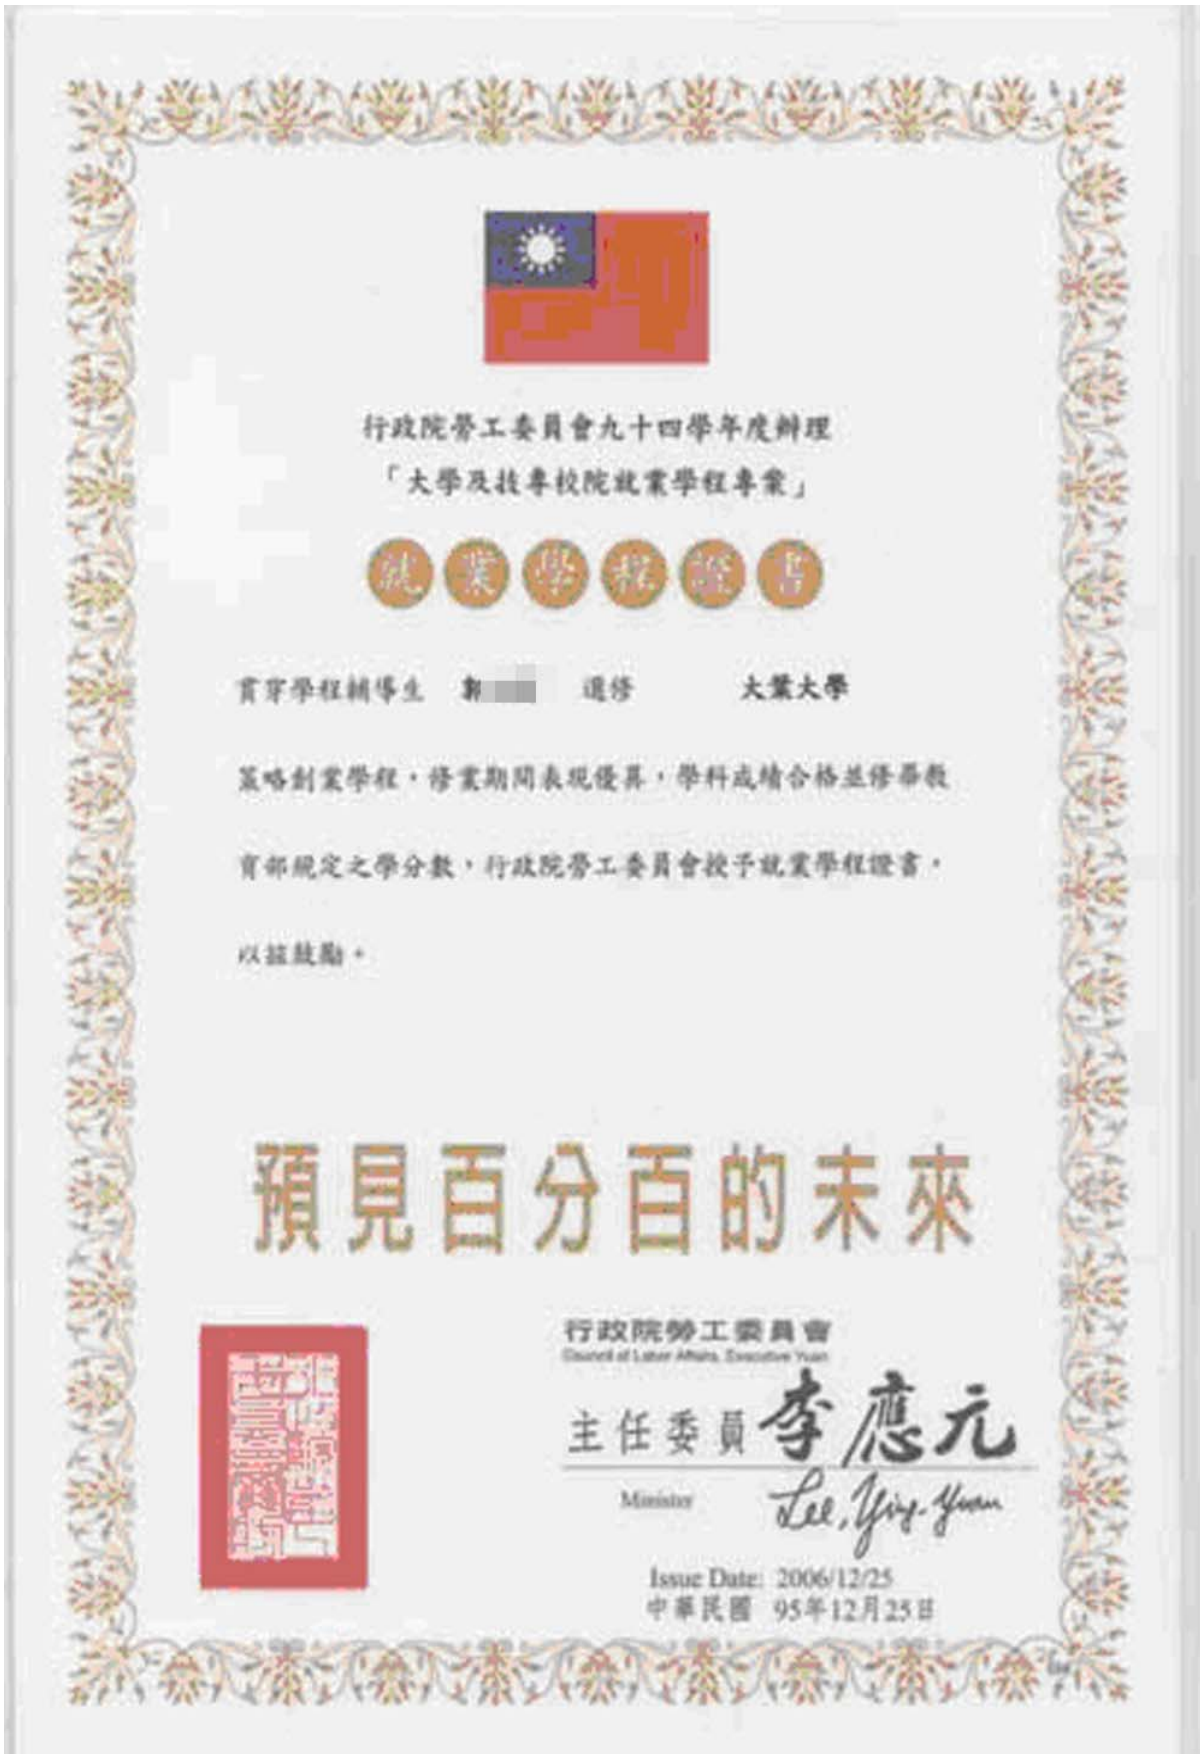 行政院勞工委員會九十四學年度辦理
「大學及技專校院就業學程專案」
就業學程證書
貫穿學程輔導生 郭 選修 大葉大學
策略創業學程，修業期間表現優異，學科成績合格並修畢教
育部規定之學分數，行政院勞工委員會授予就業學程證書，
以茲鼓勵。
預見百分百的未來
行政院勞工委員會
Council of Labor Affairs, Executive Yuan
主任委員 李應元
Minister Lee, Ying-Yuan
Issue Date: 2006/12/25
中華民國 95年12月25日